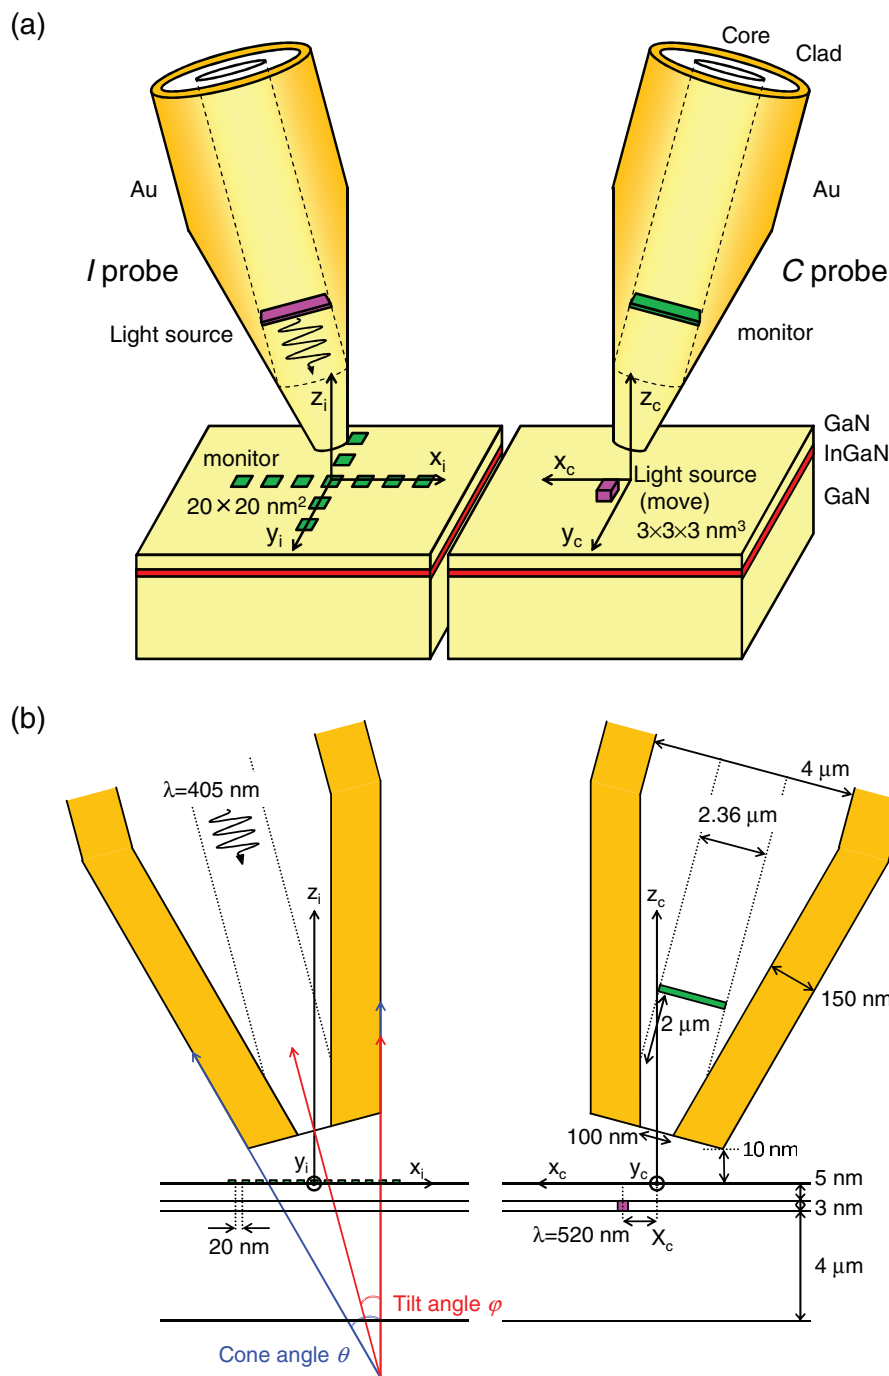 (a)
Core
Clad
Au
Au
I probe
C probe
Light source
monitor
z_i
z_c
GaN
InGaN
GaN
monitor
x_i
20×20 nm²
y_i
x_c
Light source
(move)
3×3×3 nm³
y_c
(b)
λ=405 nm
4 μm
2.36 μm
z_i
z_c
150 nm
2 μm
100 nm
10 nm
y_i
x_i
x_c
y_c
5 nm
3 nm
20 nm
λ=520 nm
X_c
4 μm
Tilt angle φ
Cone angle θ